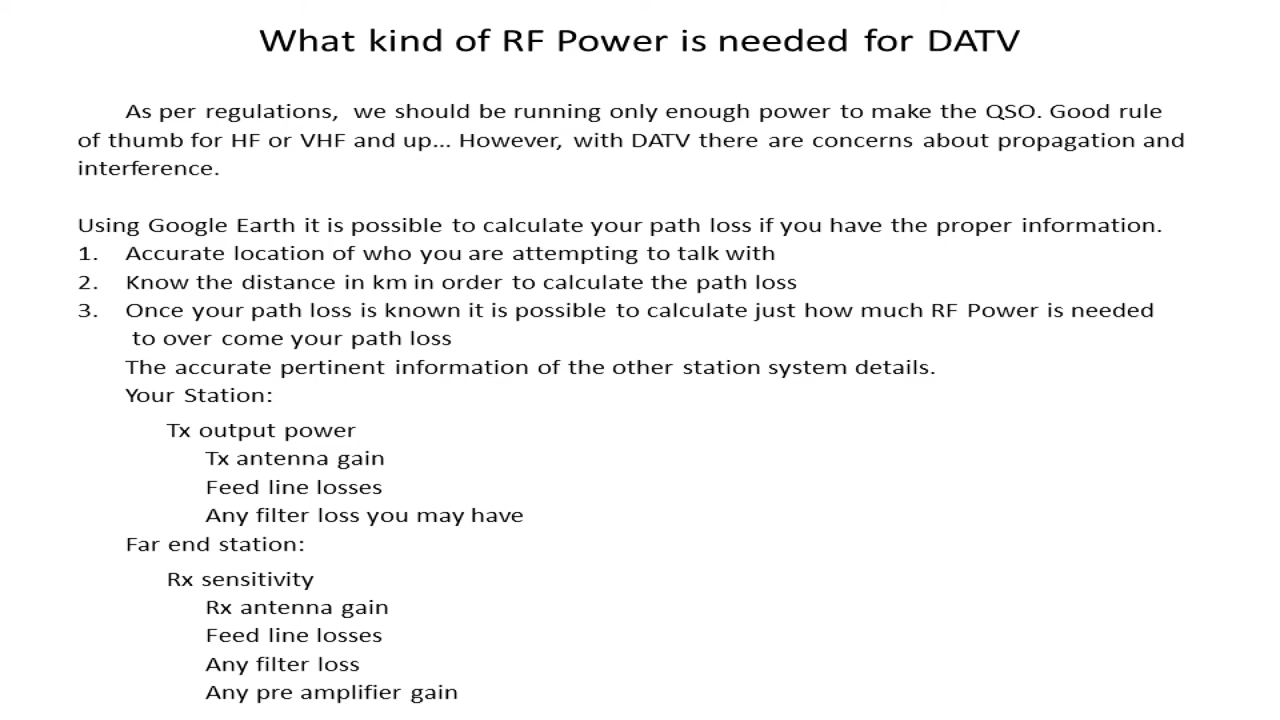 What kind of RF Power is needed for DATV
As per regulations, we should be running only enough power to make the QSO. Good rule
of thumb for HF or VHF and up... However, with DATV there are concerns about propagation and
interference.
Using Google Earth it is possible to calculate your path loss if you have the proper information.
1. Accurate location of who you are attempting to talk with
2. Know the distance in km in order to calculate the path loss
3. Once your path loss is known it is possible to calculate just how much RF Power is needed
to over come your path loss
The accurate pertinent information of the other station system details.
Your Station:
Tx output power
Tx antenna gain
Feed line losses
Any filter loss you may have
Far end station:
Rx sensitivity
Rx antenna gain
Feed line losses
Any filter loss
Any pre amplifier gain